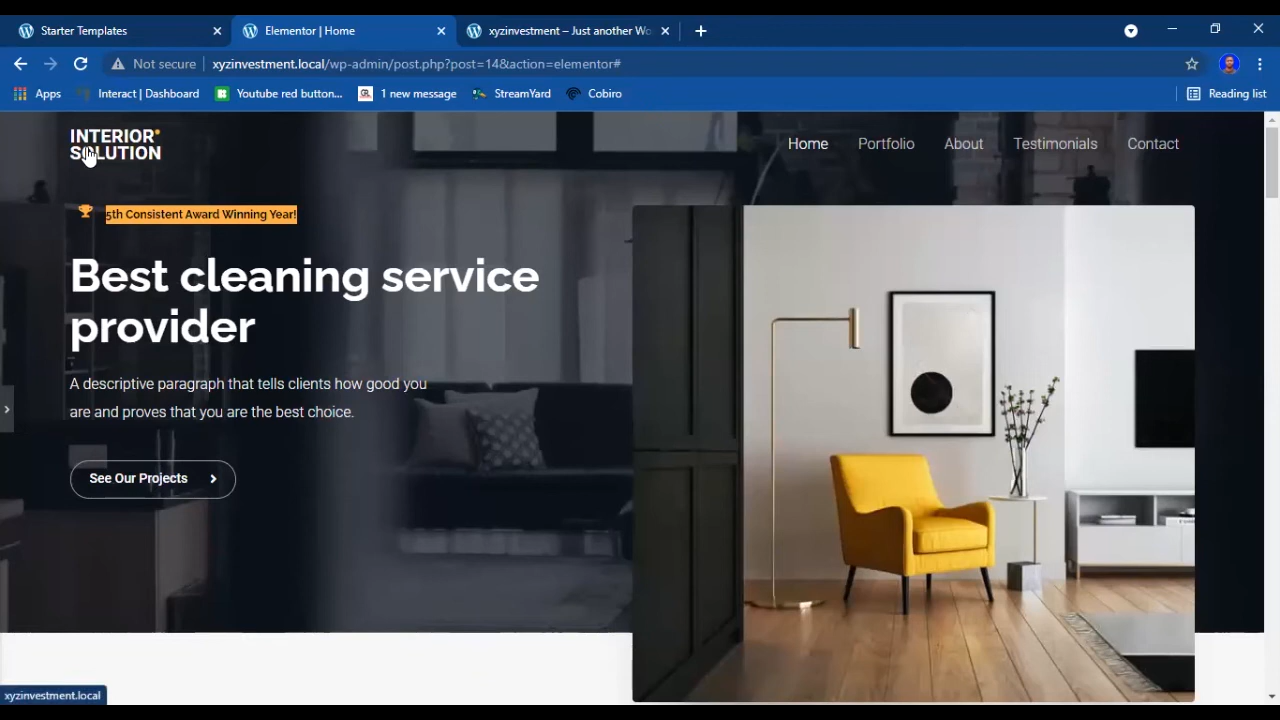 Starter Templates
Elementor | Home
xyzinvestment – Just another Wo
Not secure
xyzinvestment.local/wp-admin/post.php?post=14&action=elementor#
Apps
Interact | Dashboard
Youtube red button...
1 new message
StreamYard
Cobiro
Reading list
INTERIOR
SOLUTION
Home
Portfolio
About
Testimonials
Contact
5th Consistent Award Winning Year!
Best cleaning service
provider
A descriptive paragraph that tells clients how good you
are and proves that you are the best choice.
See Our Projects
xyzinvestment.local